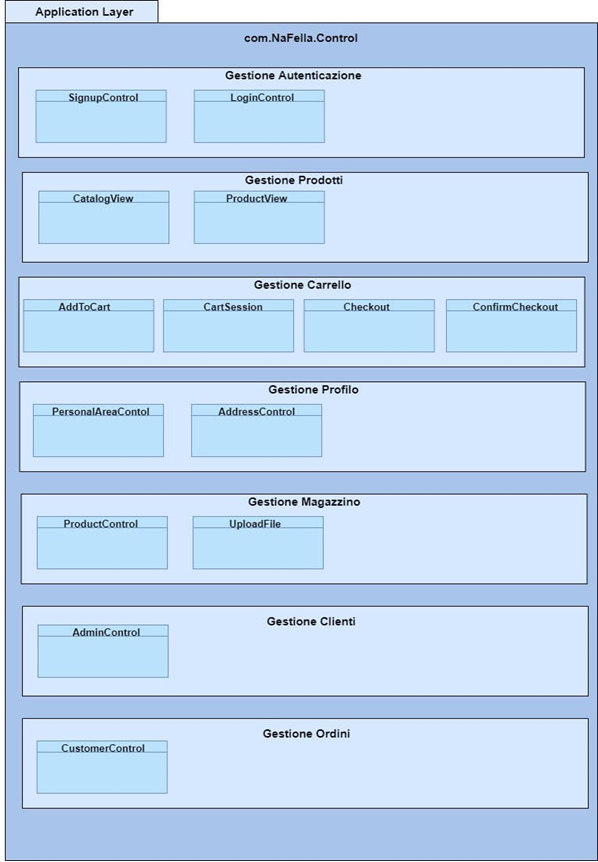 Application Layer
com.NaFella.Control
Gestione Autenticazione
SignupControl
LoginControl
Gestione Prodotti
CatalogView
ProductView
Gestione Carrello
AddToCart
CartSession
Checkout
ConfirmCheckout
Gestione Profilo
PersonalAreaContol
AddressControl
Gestione Magazzino
ProductControl
UploadFile
Gestione Clienti
AdminControl
Gestione Ordini
CustomerControl